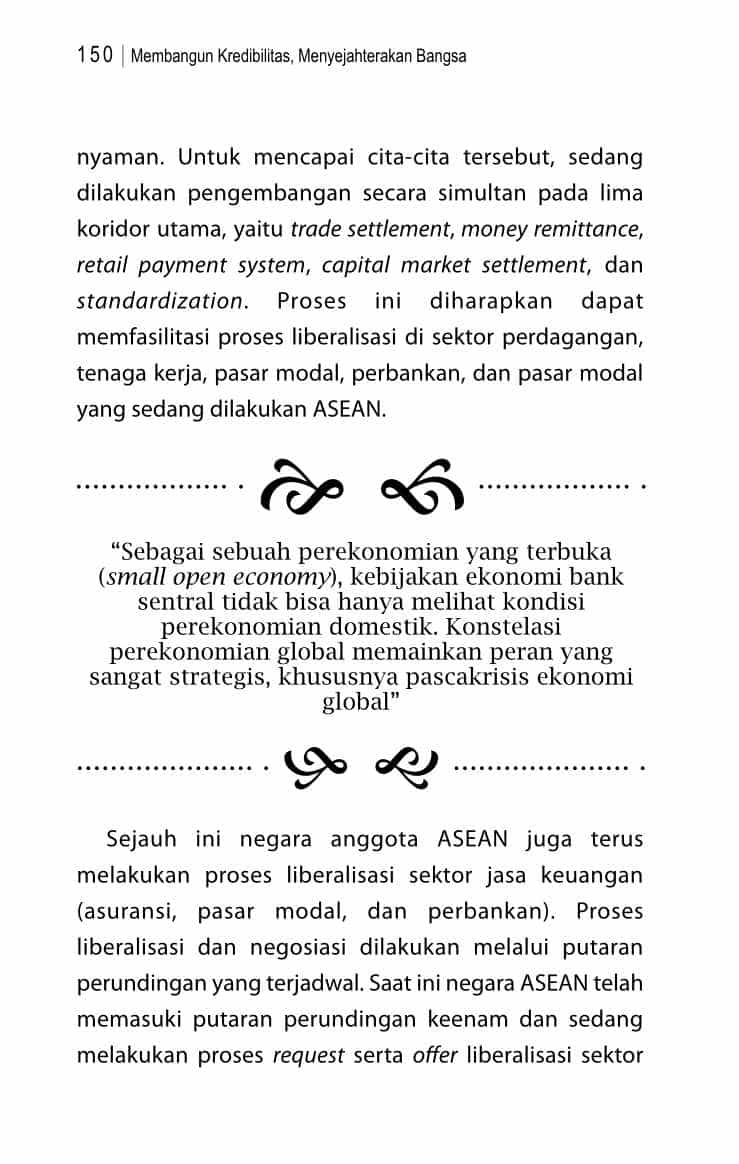 150 | Membangun Kredibilitas, Menyejahterakan Bangsa
nyaman. Untuk mencapai cita-cita tersebut, sedang
dilakukan pengembangan secara simultan pada lima
koridor utama, yaitu trade settlement, money remittance,
retail payment system, capital market settlement, dan
standardization. Proses ini diharapkan dapat
memfasilitasi proses liberalisasi di sektor perdagangan,
tenaga kerja, pasar modal, perbankan, dan pasar modal
yang sedang dilakukan ASEAN.
“Sebagai sebuah perekonomian yang terbuka
(small open economy), kebijakan ekonomi bank
sentral tidak bisa hanya melihat kondisi
perekonomian domestik. Konstelasi
perekonomian global memainkan peran yang
sangat strategis, khususnya pascakrisis ekonomi
global”
Sejauh ini negara anggota ASEAN juga terus
melakukan proses liberalisasi sektor jasa keuangan
(asuransi, pasar modal, dan perbankan). Proses
liberalisasi dan negosiasi dilakukan melalui putaran
perundingan yang terjadwal. Saat ini negara ASEAN telah
memasuki putaran perundingan keenam dan sedang
melakukan proses request serta offer liberalisasi sektor